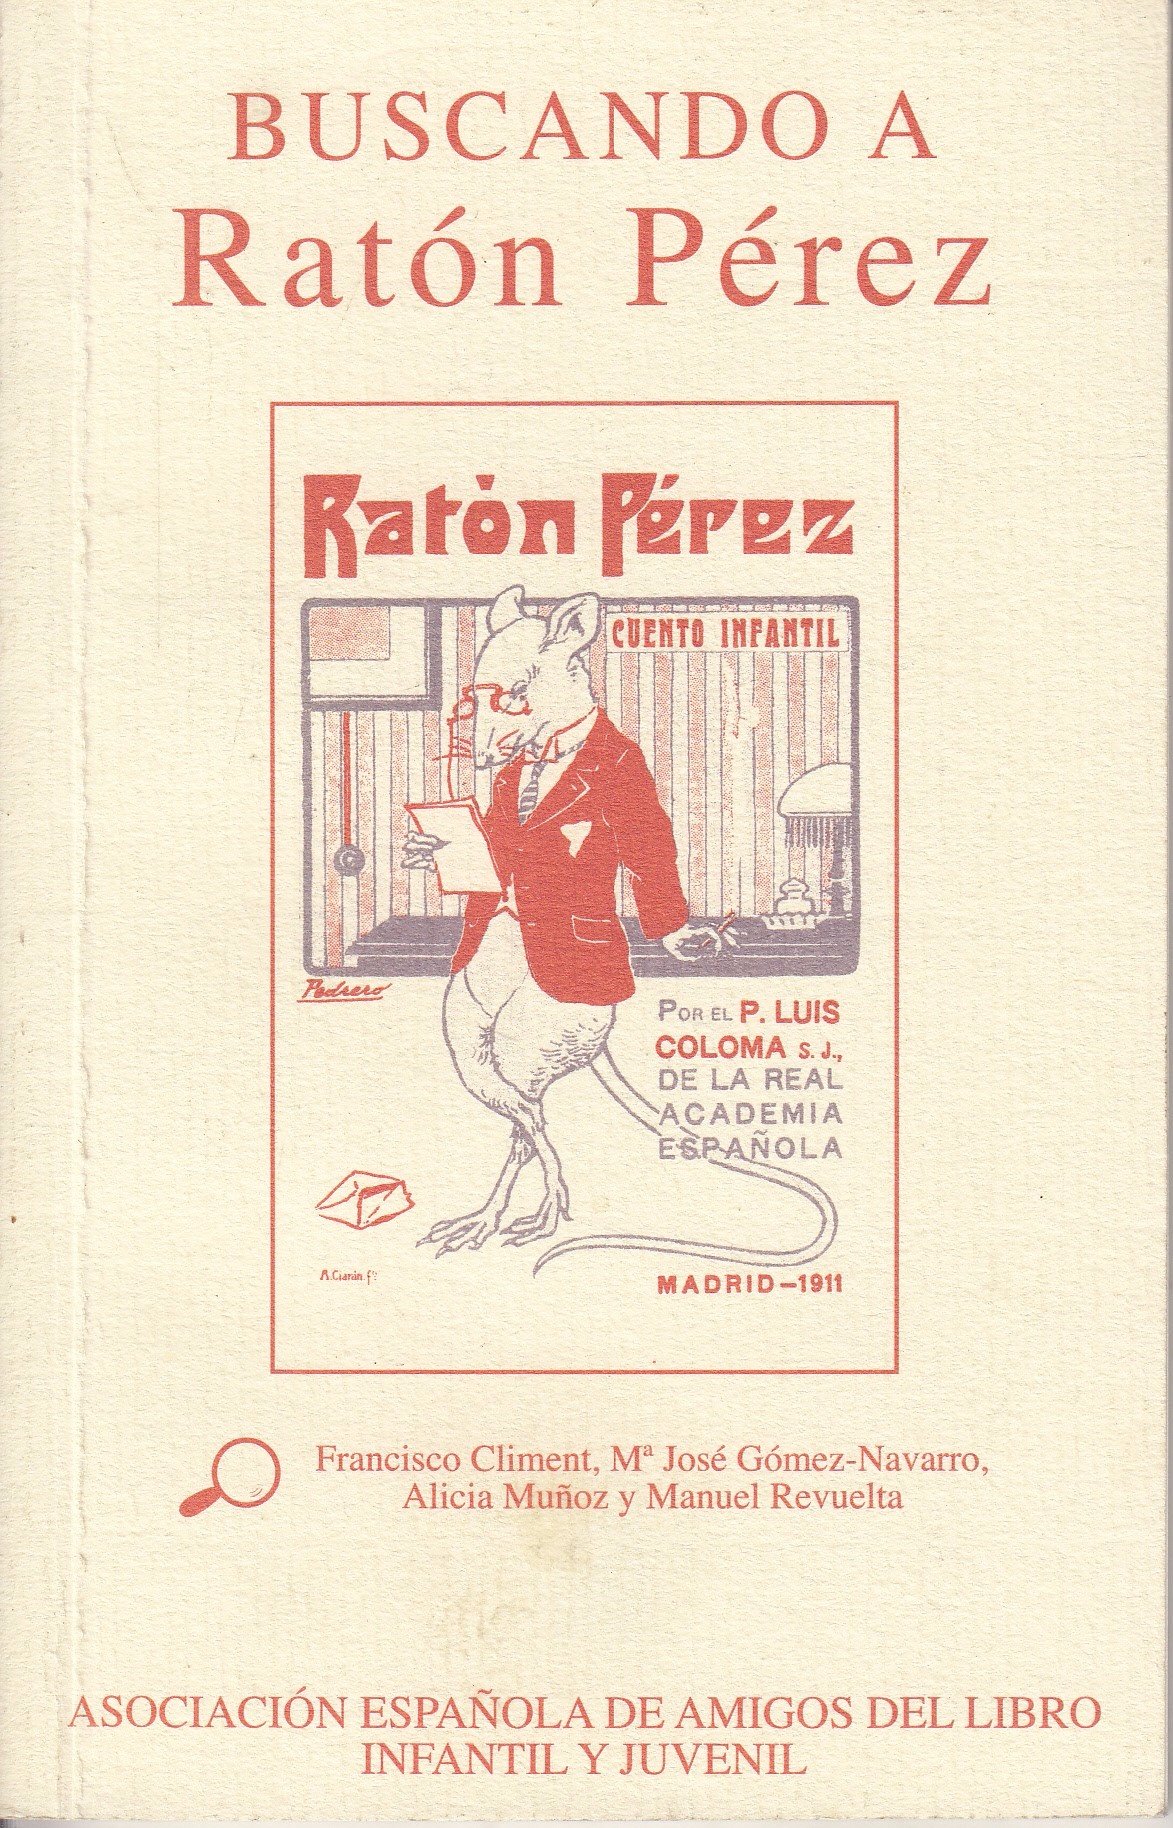 BUSCANDO A
Ratón Pérez
Ratón Pérez
CUENTO INFANTIL
Pedrero
POR EL P. LUIS
COLOMA S. J.,
DE LA REAL
ACADEMIA
ESPAÑOLA
MADRID-1911
Francisco Climent, Mª José Gómez-Navarro,
Alicia Muñoz y Manuel Revuelta
ASOCIACIÓN ESPAÑOLA DE AMIGOS DEL LIBRO
INFANTIL Y JUVENIL